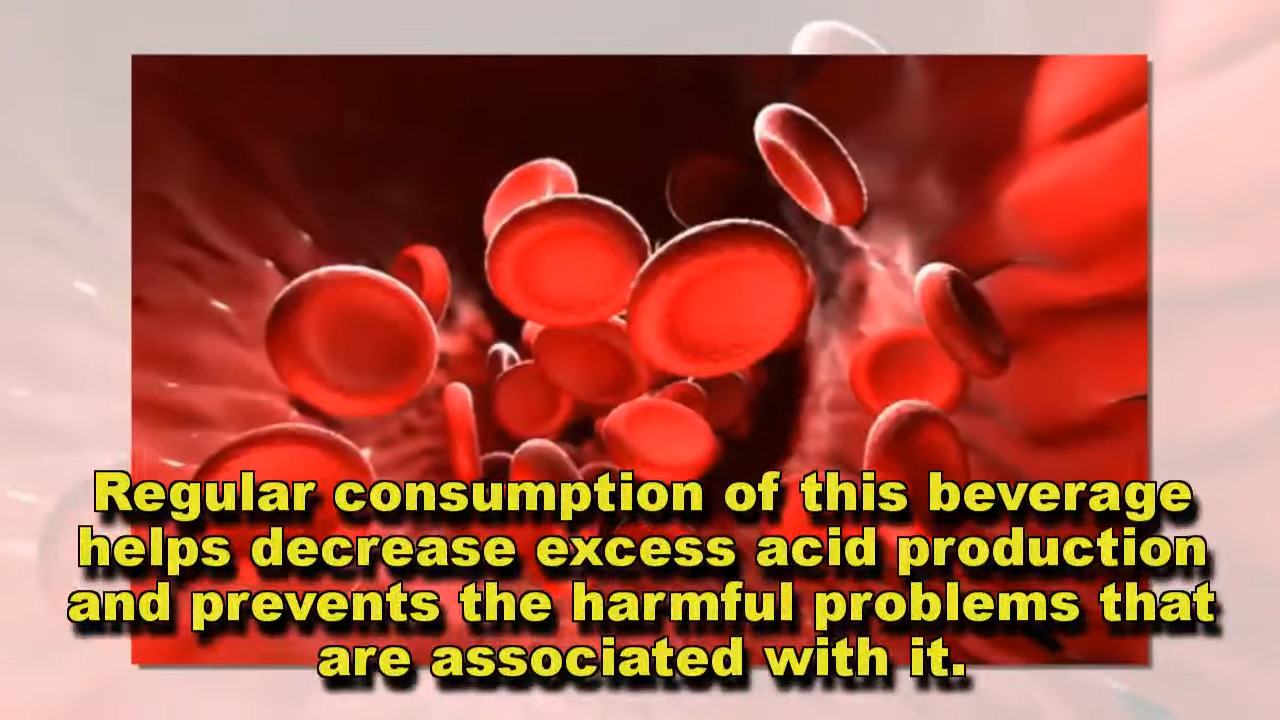 Regular consumption of this beverage
helps decrease excess acid production
and prevents the harmful problems that
are associated with it.